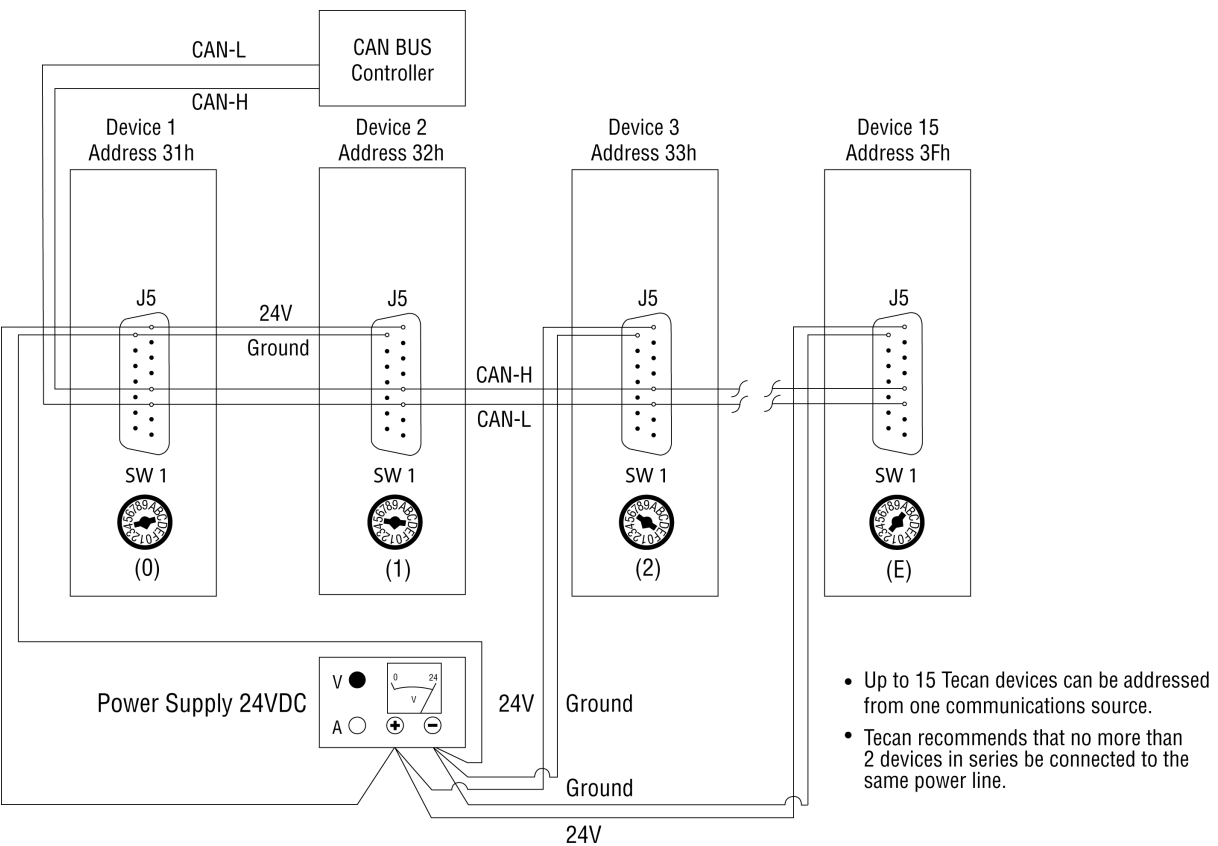 CAN-L
CAN BUS
Controller
CAN-H
Device 1
Address 31h
Device 2
Address 32h
Device 3
Address 33h
Device 15
Address 3Fh
J5
J5
J5
J5
24V
Ground
CAN-H
CAN-L
SW 1
SW 1
SW 1
SW 1
0123456789ABCDEF
0123456789ABCDEF
0123456789ABCDEF
0123456789ABCDEF
(0)
(1)
(2)
(E)
Power Supply 24VDC
V
0 24
V
A
+ −
24V
Ground
Ground
24V
• Up to 15 Tecan devices can be addressed
from one communications source.
• Tecan recommends that no more than
2 devices in series be connected to the
same power line.